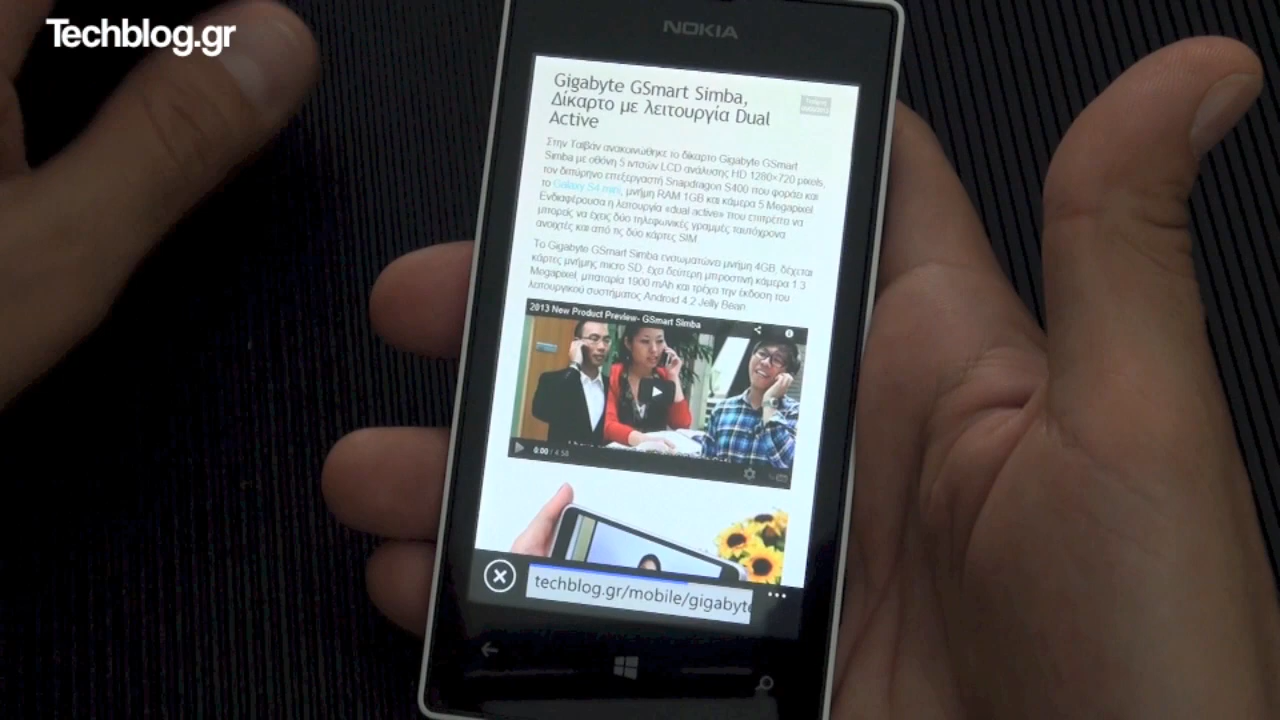 Techblog.gr
NOKIA
Gigabyte GSmart Simba,
Δίκαρτο με λειτουργία Dual
Active
Στην Ταϊβάν ανακοινώθηκε το δίκαρτο Gigabyte GSmart
Simba με οθόνη 5 ιντσών LCD ανάλυσης HD 1280×720 pixels,
τον διπύρηνο επεξεργαστή Snapdragon S400 που φοράει και
το Galaxy S4 mini, μνήμη RAM 1GB και κάμερα 5 Megapixel.
Ενδιαφέρουσα η λειτουργία «dual active» που επιτρέπει να
μπορείς να έχεις δύο τηλεφωνικές γραμμές ταυτόχρονα
ανοιχτές και από τις δύο κάρτες SIM.
Το Gigabyte GSmart Simba ενσωματώνει μνήμη 4GB, δέχεται
κάρτες μνήμης micro SD, έχει δεύτερη μπροστινή κάμερα 1.3
Megapixel, μπαταρία 1900 mAh και τρέχει την έκδοση του
λειτουργικού συστήματος Android 4.2 Jelly Bean.
2013 New Product Preview- GSmart Simba
0:00 / 4:58
techblog.gr/mobile/gigabyte